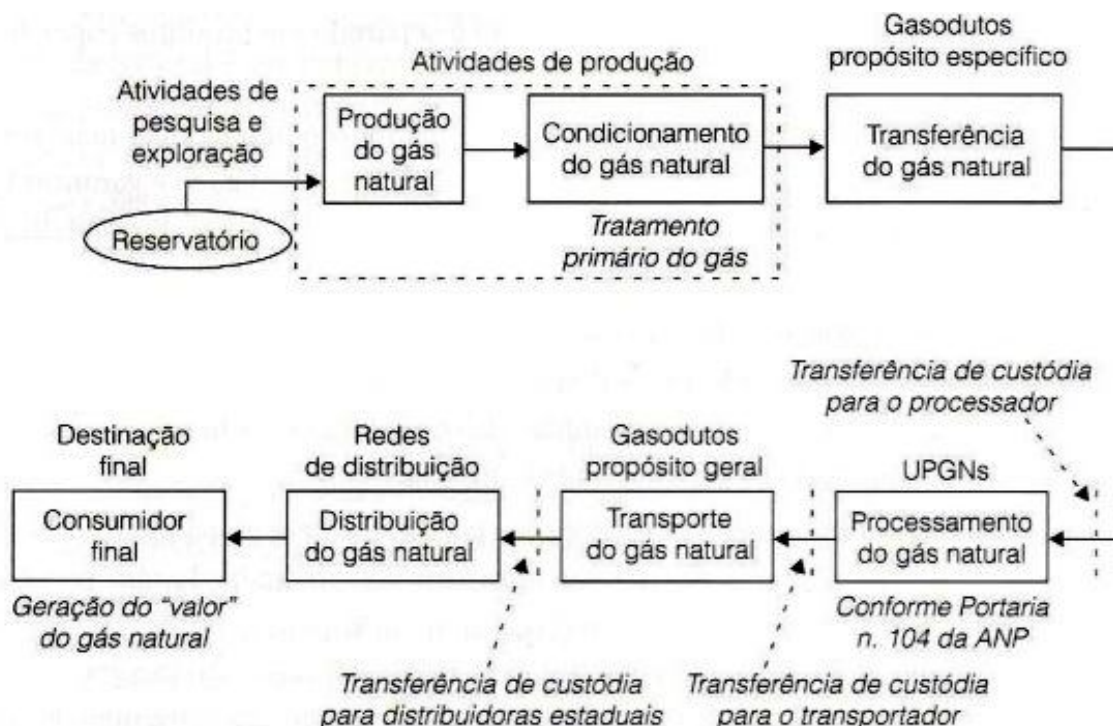 Atividades de
pesquisa e
exploração
Reservatório
Atividades de produção
Produção
do gás
natural
Condicionamento
do gás natural
Tratamento
primário do gás
Gasodutos
propósito específico
Transferência
do gás natural
Transferência de custódia
para o processador
UPGNs
Processamento
do gás natural
Conforme Portaria
n. 104 da ANP
Transferência de custódia
para o transportador
Gasodutos
propósito geral
Transporte
do gás natural
Transferência de custódia
para distribuidoras estaduais
Redes
de distribuição
Distribuição
do gás natural
Destinação
final
Consumidor
final
Geração do "valor"
do gás natural